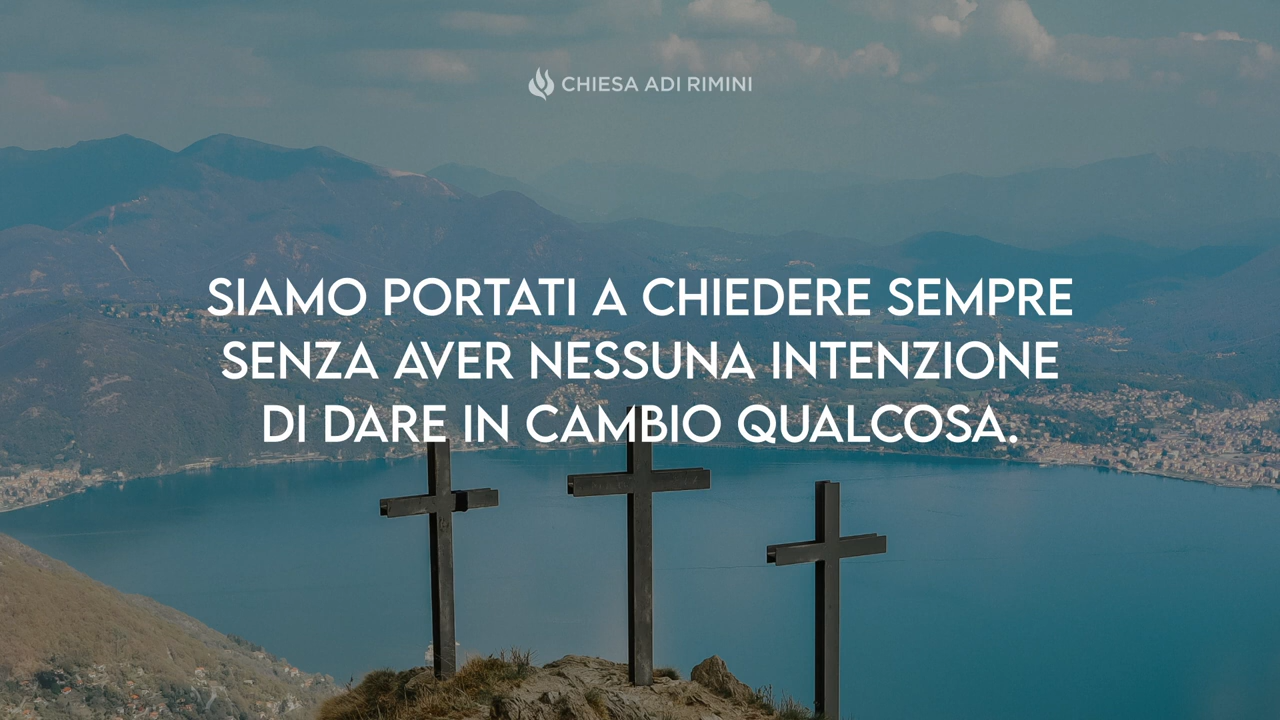 CHIESA ADI RIMINI
SIAMO PORTATI A CHIEDERE SEMPRE
SENZA AVER NESSUNA INTENZIONE
DI DARE IN CAMBIO QUALCOSA.